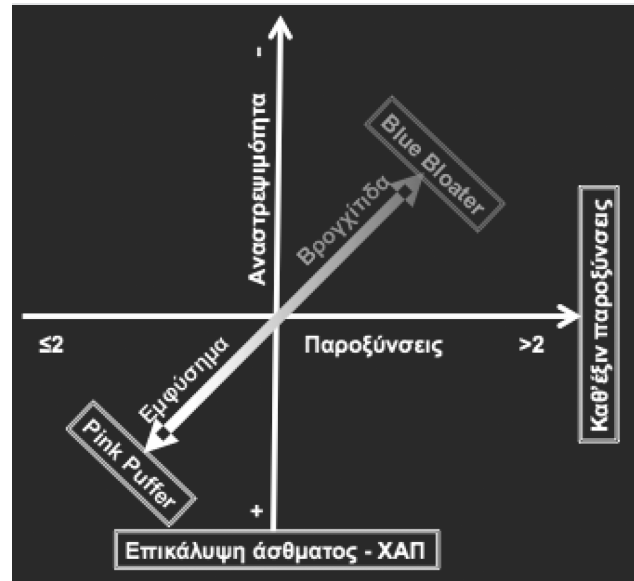 -
Αναστρεψιμότητα
Blue Bloater
Βρογχίτιδα
Καθ'έξιν παροξύνσεις
≤2
Παροξύνσεις
>2
Εμφύσημα
Pink Puffer
+
Επικάλυψη άσθματος - ΧΑΠ